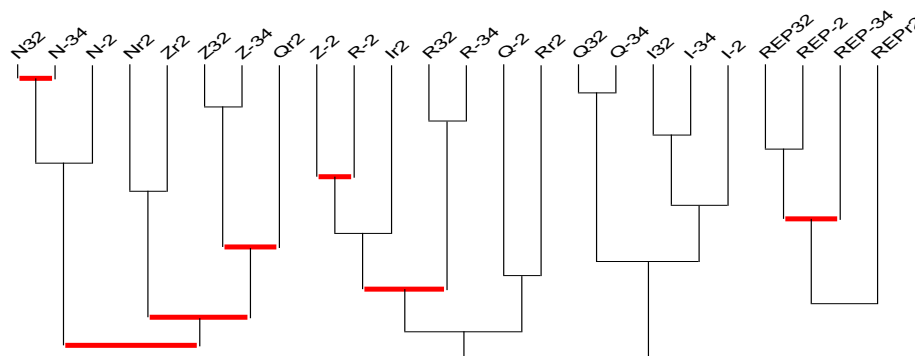 N32
N-34
N-2
Nr2
Zr2
Z32
Z-34
Qr2
Z-2
R-2
Ir2
R32
R-34
Q-2
Rr2
Q32
Q-34
I32
I-34
I-2
REP32
REP-2
REP-34
REPr2